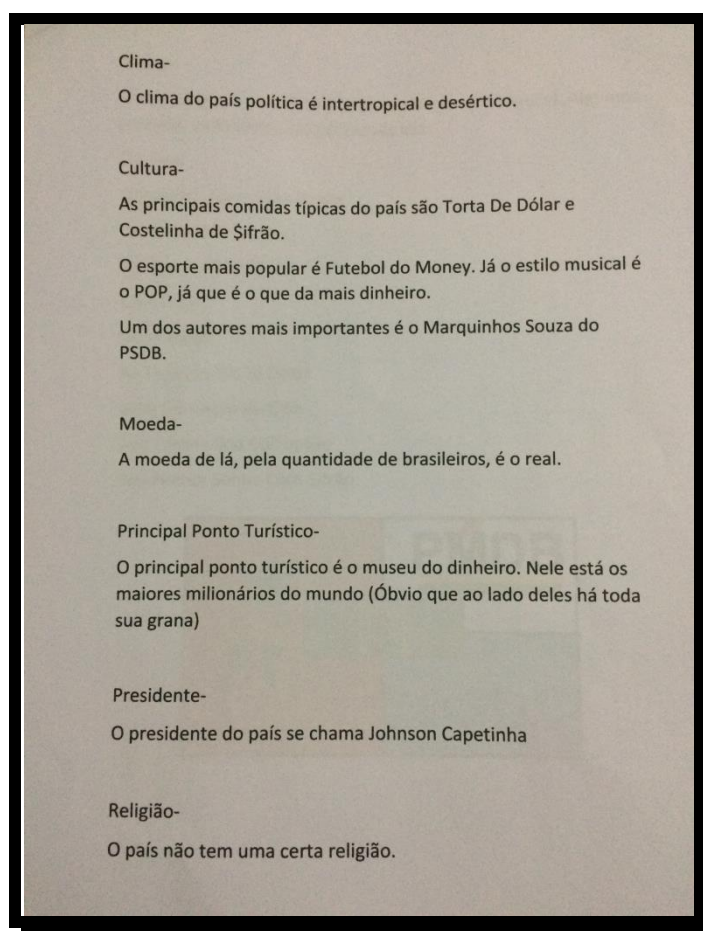 Clima-
O clima do país política é intertropical e desértico.
Cultura-
As principais comidas típicas do país são Torta De Dólar e
Costelinha de $ifrão.
O esporte mais popular é Futebol do Money. Já o estilo musical é
o POP, já que é o que da mais dinheiro.
Um dos autores mais importantes é o Marquinhos Souza do
PSDB.
Moeda-
A moeda de lá, pela quantidade de brasileiros, é o real.
Principal Ponto Turístico-
O principal ponto turístico é o museu do dinheiro. Nele está os
maiores milionários do mundo (Óbvio que ao lado deles há toda
sua grana)
Presidente-
O presidente do país se chama Johnson Capetinha
Religião-
O país não tem uma certa religião.